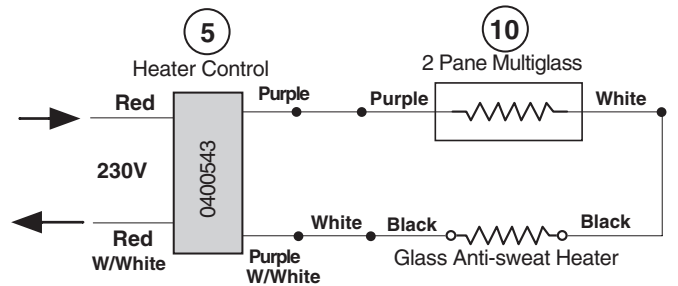 5
Heater Control
10
2 Pane Multiglass
Red
Purple
Purple
White
230V
0400543
Red
W/White
Purple
W/White
White
Black
Black
Glass Anti-sweat Heater